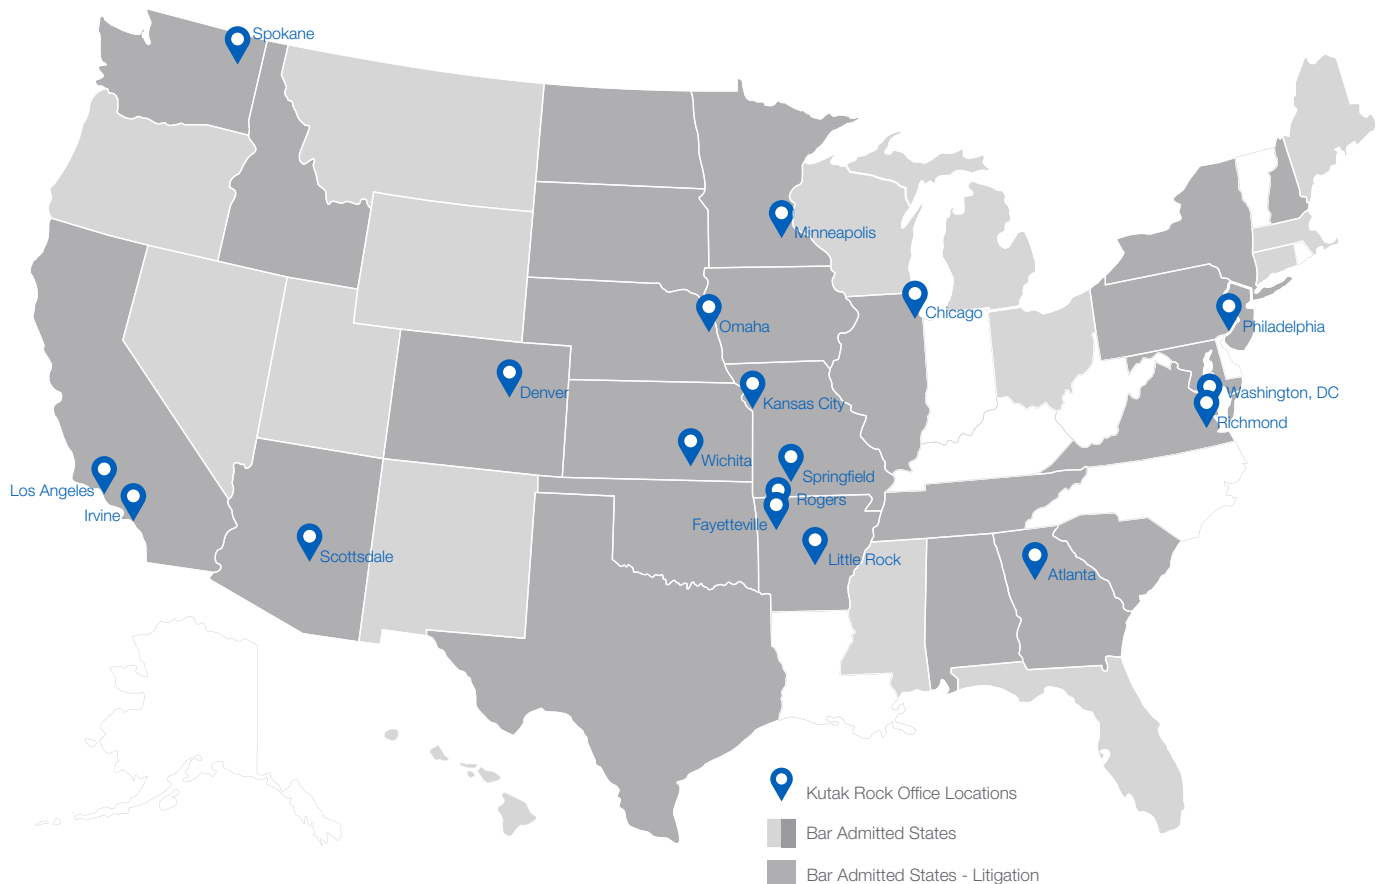 Spokane
Minneapolis
Chicago
Omaha
Philadelphia
Denver
Kansas City
Washington, DC
Richmond
Wichita
Springfield
Los Angeles
Rogers
Irvine
Fayetteville
Scottsdale
Little Rock
Atlanta
Kutak Rock Office Locations
Bar Admitted States
Bar Admitted States - Litigation